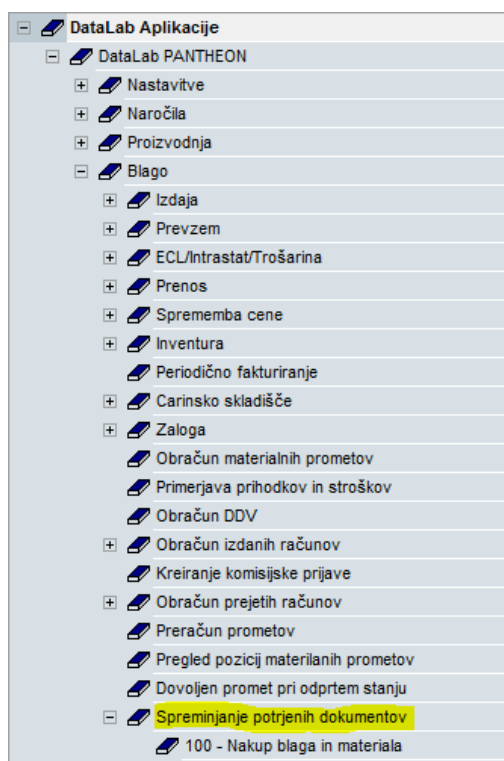 DataLab Aplikacije
DataLab PANTHEON
Nastavitve
Naročila
Proizvodnja
Blago
Izdaja
Prevzem
ECL/Intrastat/Trošarina
Prenos
Sprememba cene
Inventura
Periodično fakturiranje
Carinsko skladišče
Zaloga
Obračun materialnih prometov
Primerjava prihodkov in stroškov
Obračun DDV
Obračun izdanih računov
Kreiranje komisijske prijave
Obračun prejetih računov
Preračun prometov
Pregled pozicij materilanih prometov
Dovoljen promet pri odprtem stanju
Spreminjanje potrjenih dokumentov
100 - Nakup blaga in materiala